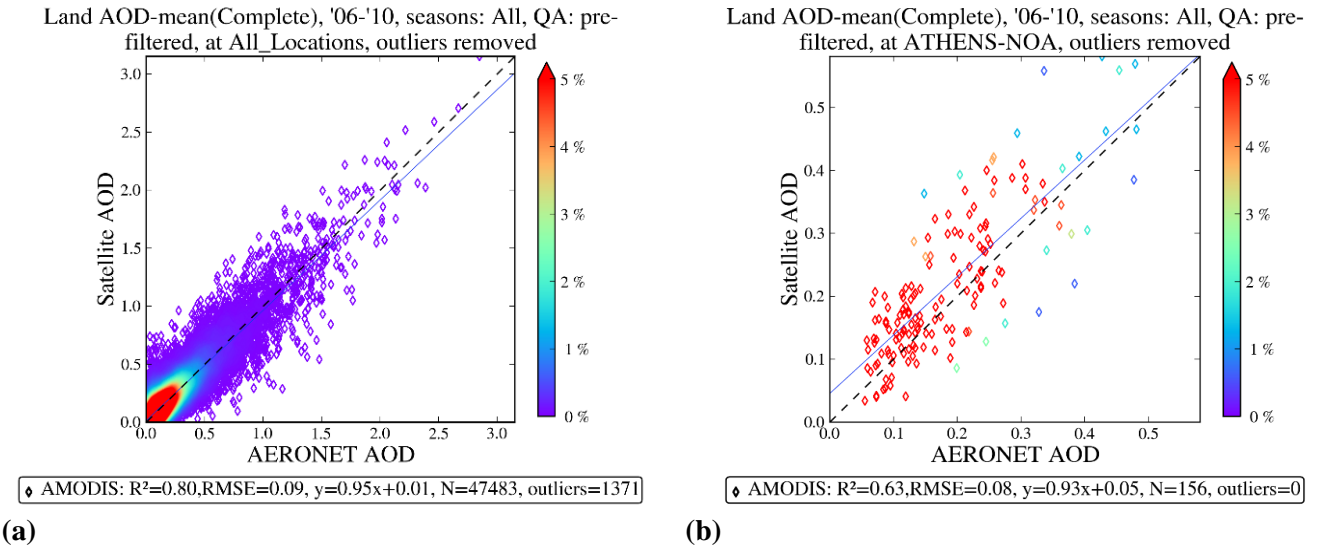 Land AOD-mean(Complete), '06-'10, seasons: All, QA: pre-
filtered, at All_Locations, outliers removed
3.0
2.5
2.0
1.5
1.0
0.5
0.0
Satellite AOD
0.0 0.5 1.0 1.5 2.0 2.5 3.0
AERONET AOD
5 %
4 %
3 %
2 %
1 %
0 %
AMODIS: R²=0.80,RMSE=0.09, y=0.95x+0.01, N=47483, outliers=1371
(a)
Land AOD-mean(Complete), '06-'10, seasons: All, QA: pre-
filtered, at ATHENS-NOA, outliers removed
0.5
0.4
0.3
0.2
0.1
0.0
Satellite AOD
0.0 0.1 0.2 0.3 0.4 0.5
AERONET AOD
5 %
4 %
3 %
2 %
1 %
0 %
AMODIS: R²=0.63,RMSE=0.08, y=0.93x+0.05, N=156, outliers=0
(b)